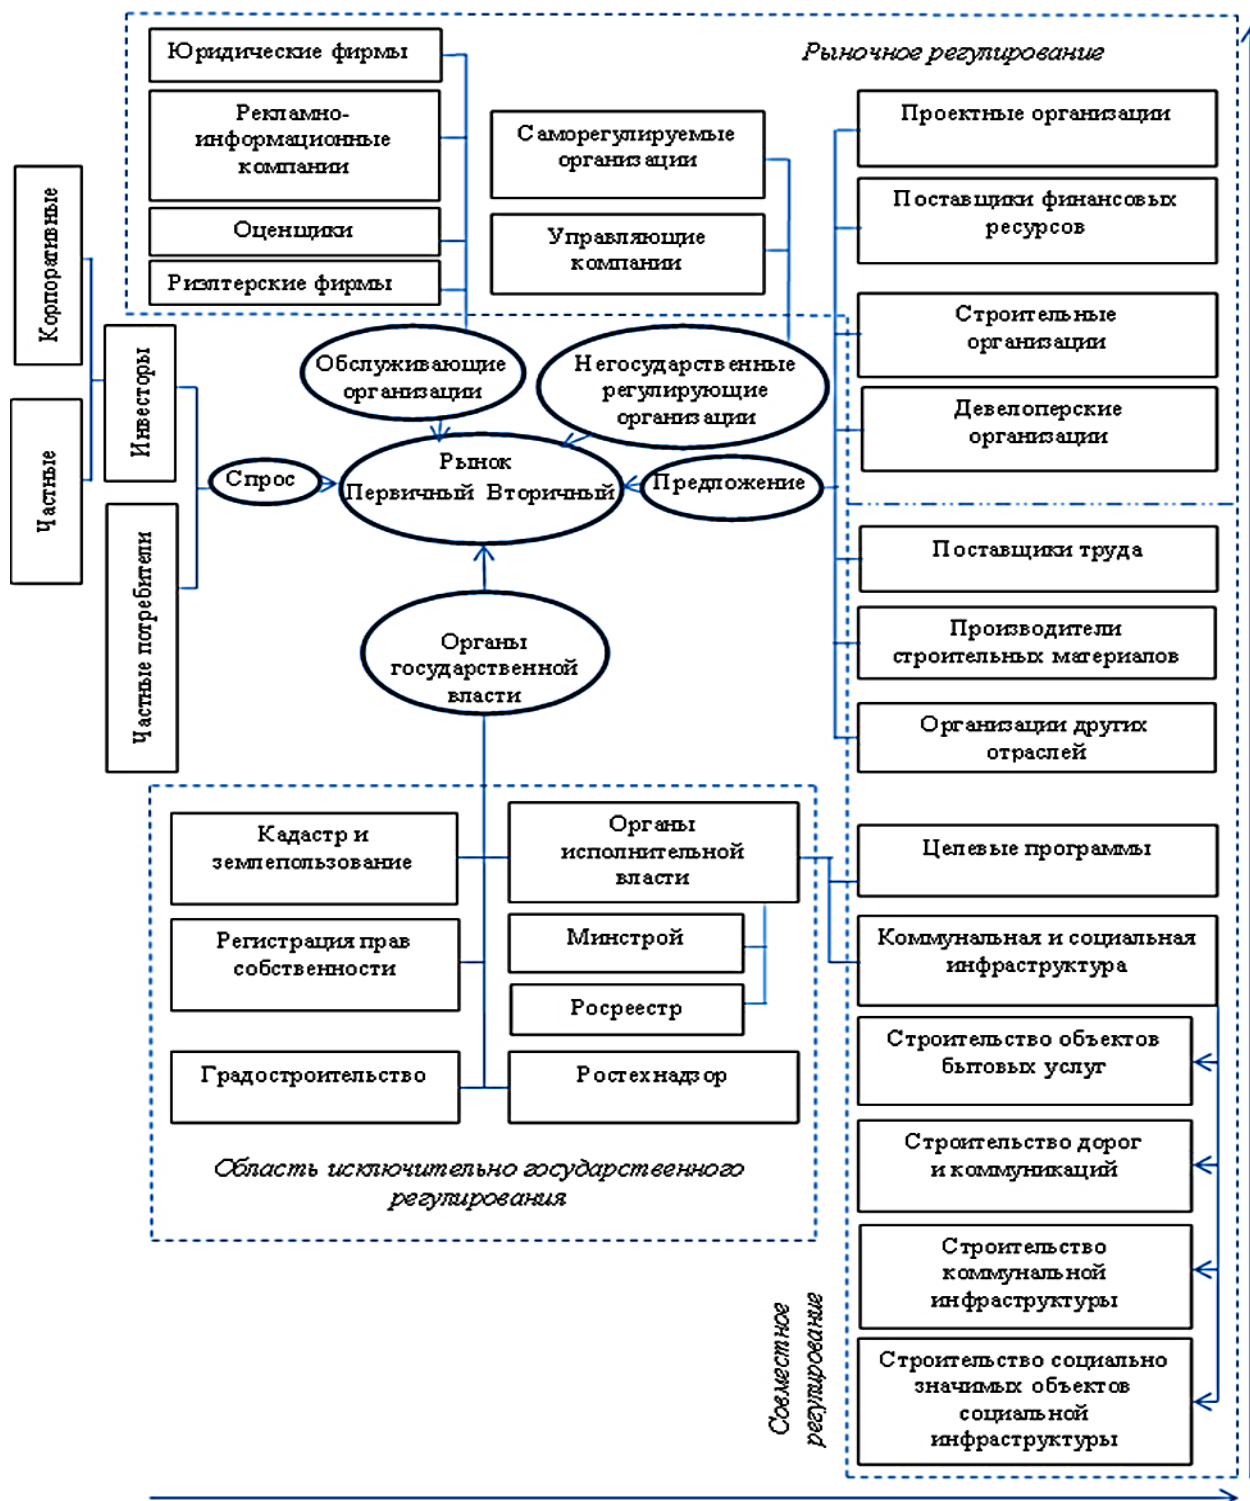 Рыночное регулирование
Юридические фирмы
Рекламно-
информационные
компании
Оценщики
Риэлтерские фирмы
Саморегулируемые
организации
Управляющие
компании
Проектные организации
Поставщики финансовых
ресурсов
Строительные
организации
Девелоперские
организации
Корпоративные
Частные
Инвесторы
Частные потребители
Обслуживающие
организации
Негосударственные
регулирующие
организации
Спрос
Рынок
Первичный Вторичный
Предложение
Органы
государственной
власти
Поставщики труда
Производители
строительных материалов
Организации других
отраслей
Кадастр и
землепользование
Регистрация прав
собственности
Градостроительство
Органы
исполнительной
власти
Минстрой
Росреестр
Ростехнадзор
Область исключительно государственного
регулирования
Целевые программы
Коммунальная и социальная
инфраструктура
Строительство объектов
бытовых услуг
Строительство дорог
и коммуникаций
Строительство
коммунальной
инфраструктуры
Строительство социально
значимых объектов
социальной
инфраструктуры
Совместное
регулирование